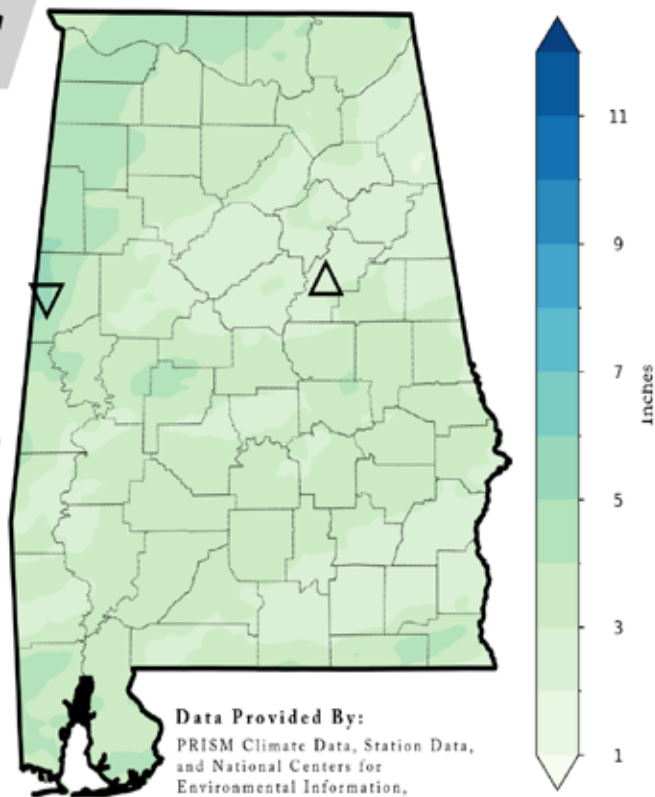 11
9
7
5
3
1
Inches
Data Provided By:
PRISM Climate Data, Station Data,
and National Centers for
Environmental Information,